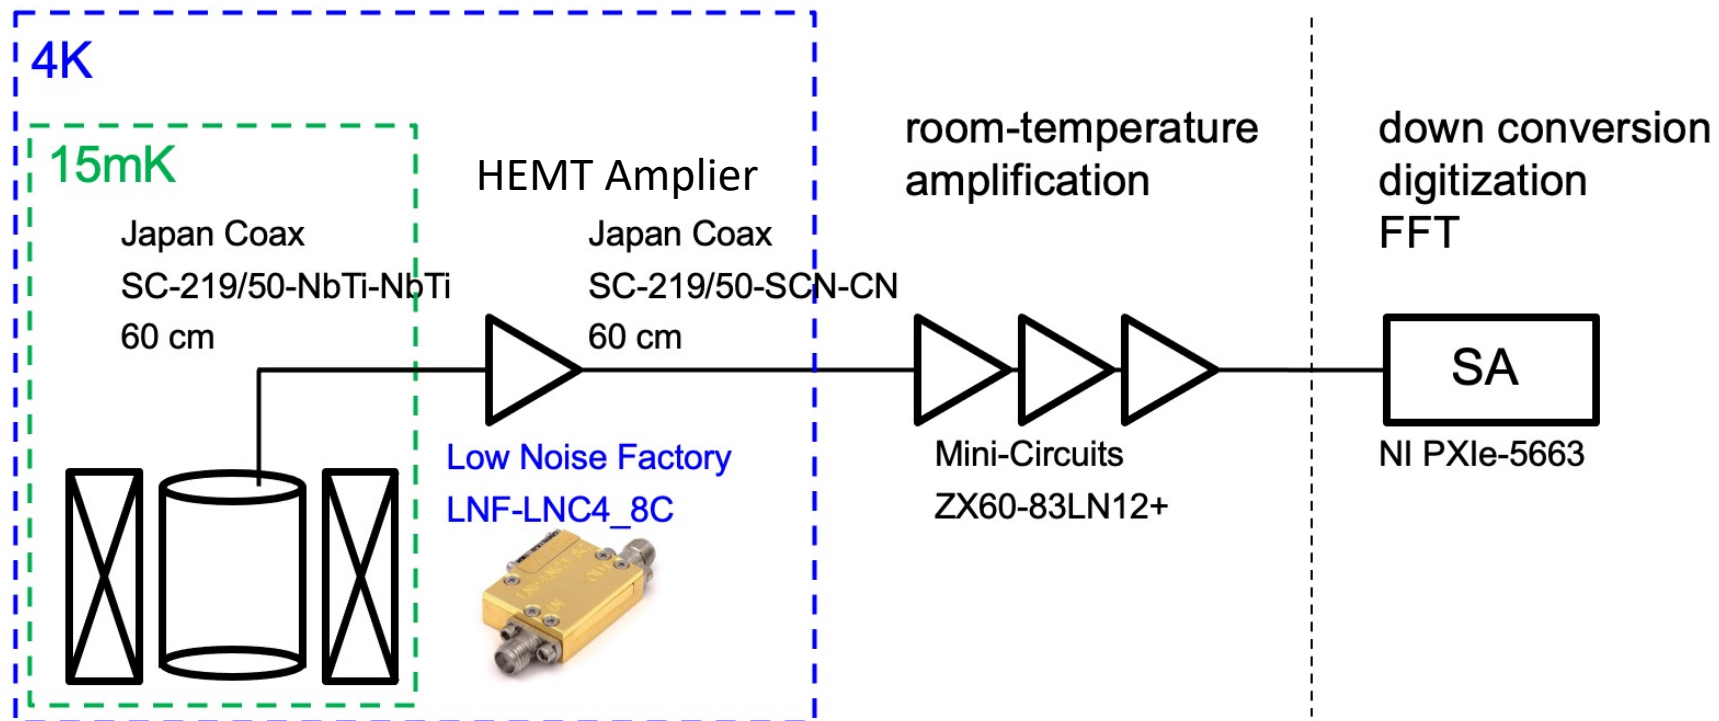 4K
15mK
Japan Coax
SC-219/50-NbTi-NbTi
60 cm
HEMT Amplier
Japan Coax
SC-219/50-SCN-CN
60 cm
Low Noise Factory
LNF-LNC4_8C
OUT
IN
room-temperature
amplification
Mini-Circuits
ZX60-83LN12+
down conversion
digitization
FFT
SA
NI PXIe-5663